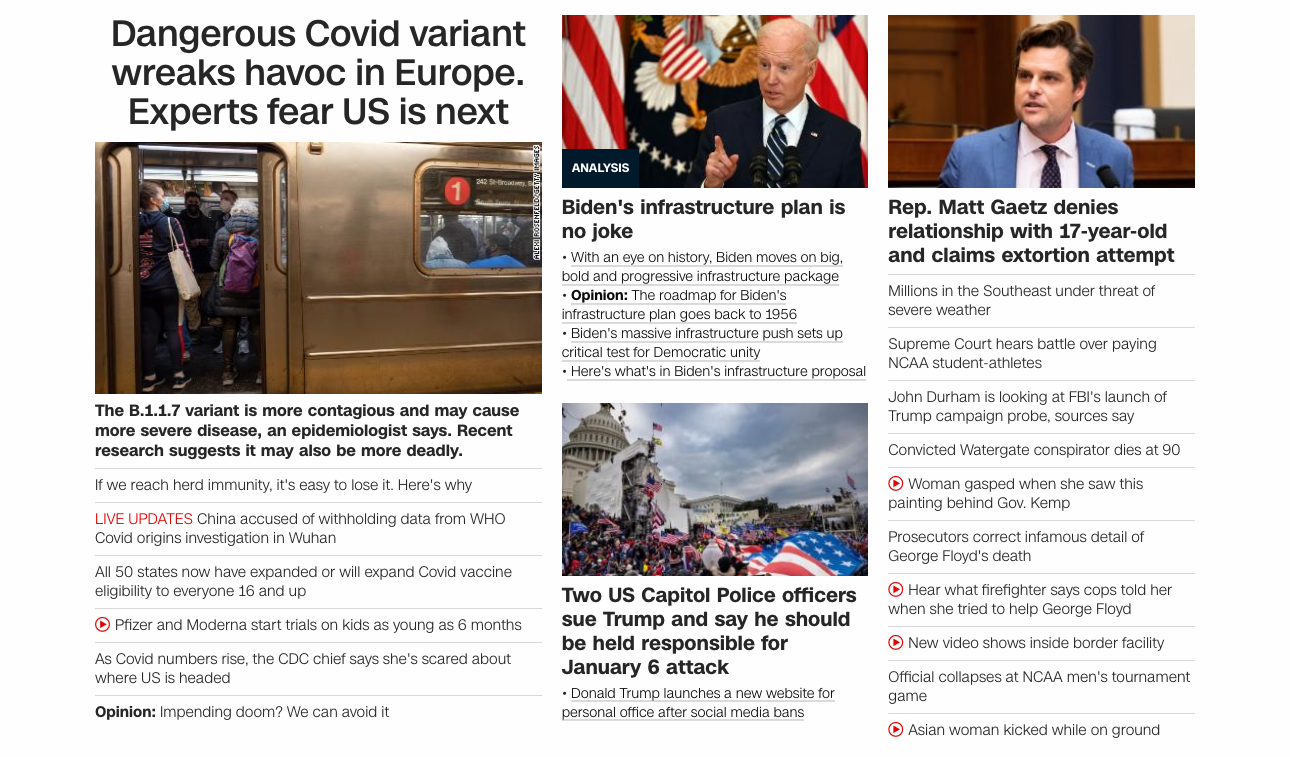 Dangerous Covid variant
wreaks havoc in Europe.
Experts fear US is next
1
242 St-Broadway, B
ALEXI ROSENFELD/GETTY IMAGES
The B.1.1.7 variant is more contagious and may cause
more severe disease, an epidemiologist says. Recent
research suggests it may also be more deadly.
If we reach herd immunity, it's easy to lose it. Here's why
LIVE UPDATES China accused of withholding data from WHO
Covid origins investigation in Wuhan
All 50 states now have expanded or will expand Covid vaccine
eligibility to everyone 16 and up
Pfizer and Moderna start trials on kids as young as 6 months
As Covid numbers rise, the CDC chief says she's scared about
where US is headed
Opinion: Impending doom? We can avoid it
ANALYSIS
Biden's infrastructure plan is
no joke
• With an eye on history, Biden moves on big,
bold and progressive infrastructure package
• Opinion: The roadmap for Biden's
infrastructure plan goes back to 1956
• Biden's massive infrastructure push sets up
critical test for Democratic unity
• Here's what's in Biden's infrastructure proposal
Two US Capitol Police officers
sue Trump and say he should
be held responsible for
January 6 attack
• Donald Trump launches a new website for
personal office after social media bans
Rep. Matt Gaetz denies
relationship with 17-year-old
and claims extortion attempt
Millions in the Southeast under threat of
severe weather
Supreme Court hears battle over paying
NCAA student-athletes
John Durham is looking at FBI's launch of
Trump campaign probe, sources say
Convicted Watergate conspirator dies at 90
Woman gasped when she saw this
painting behind Gov. Kemp
Prosecutors correct infamous detail of
George Floyd's death
Hear what firefighter says cops told her
when she tried to help George Floyd
New video shows inside border facility
Official collapses at NCAA men's tournament
game
Asian woman kicked while on ground